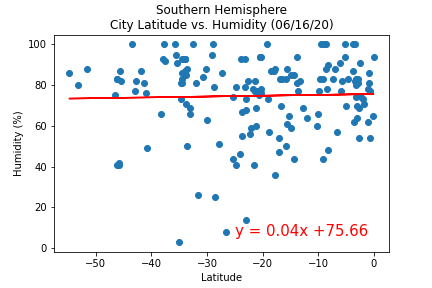 Southern Hemisphere
City Latitude vs. Humidity (06/16/20)
100
80
60
40
20
0
Humidity (%)
y = 0.04x +75.66
−50
−40
−30
−20
−10
0
Latitude